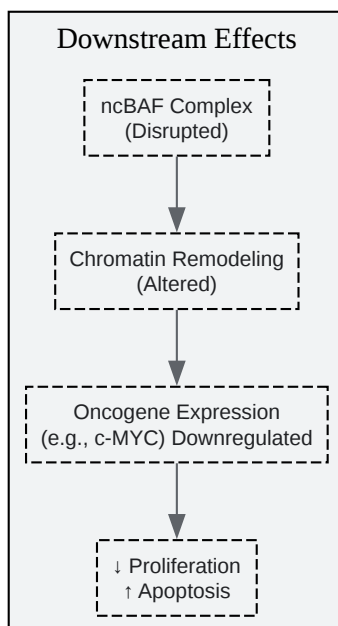 Downstream Effects
ncBAF Complex
(Disrupted)
Chromatin Remodeling
(Altered)
Oncogene Expression
(e.g., c-MYC) Downregulated
↓ Proliferation
↑ Apoptosis